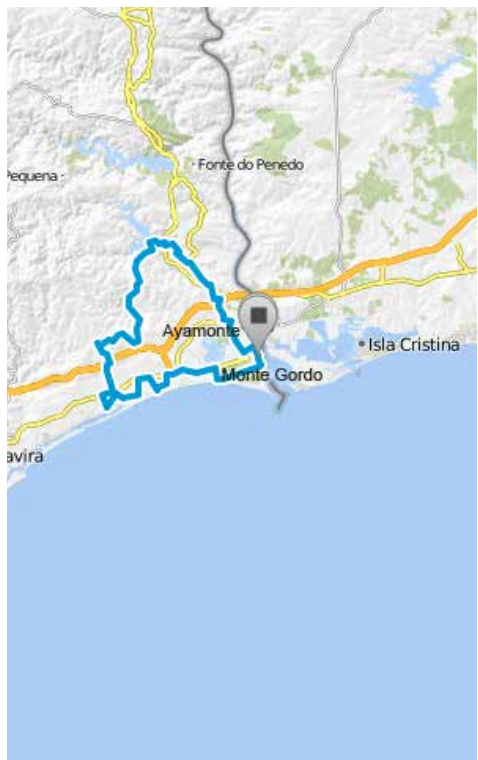 Fonte do Penedo
Pequena
Ayamonte
Isla Cristina
Monte Gordo
avira